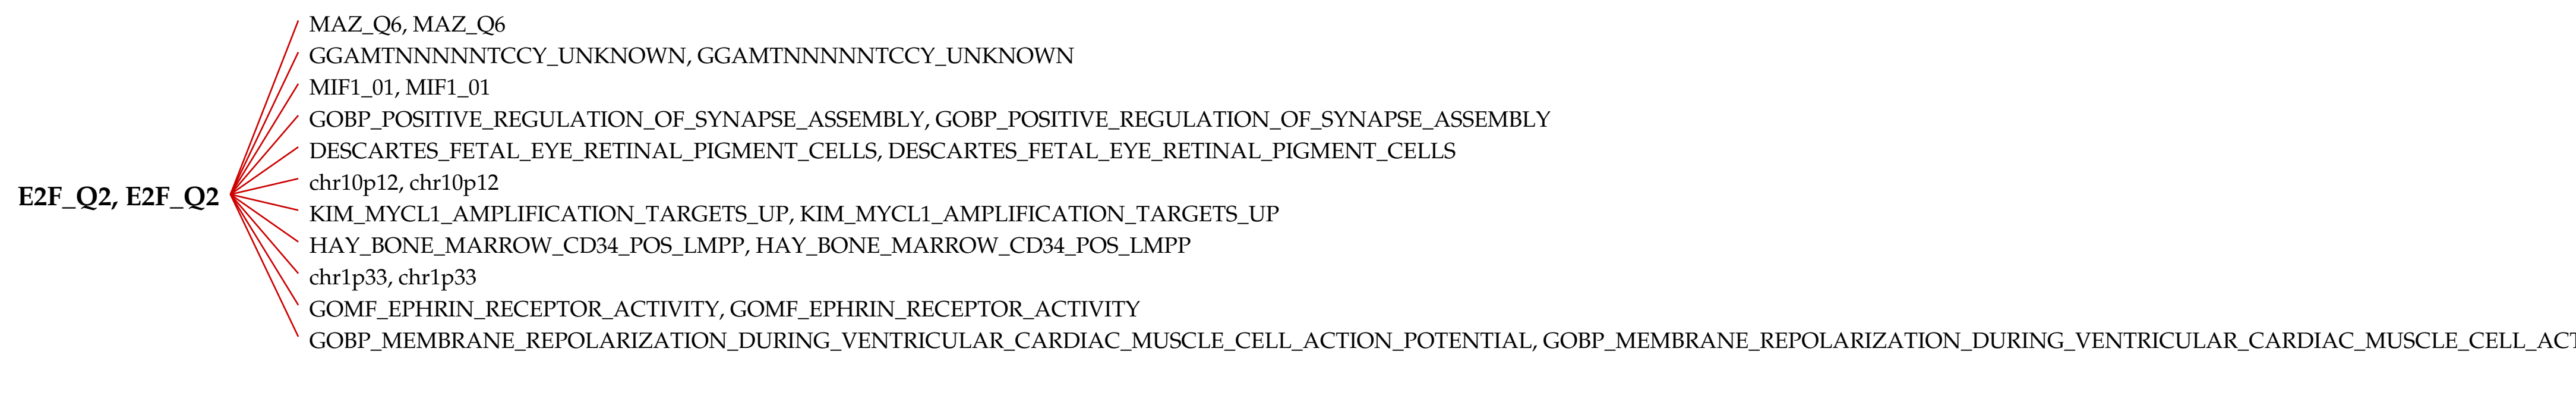 MAZ_Q6, MAZ_Q6
GGAMTNNNNNTCCY_UNKNOWN, GGAMTNNNNNTCCY_UNKNOWN
MIF1_01, MIF1_01
GOBP_POSITIVE_REGULATION_OF_SYNAPSE_ASSEMBLY, GOBP_POSITIVE_REGULATION_OF_SYNAPSE_ASSEMBLY
DESCARTES_FETAL_EYE_RETINAL_PIGMENT_CELLS, DESCARTES_FETAL_EYE_RETINAL_PIGMENT_CELLS
chr10p12, chr10p12
E2F_Q2, E2F_Q2
KIM_MYCL1_AMPLIFICATION_TARGETS_UP, KIM_MYCL1_AMPLIFICATION_TARGETS_UP
HAY_BONE_MARROW_CD34_POS_LMPP, HAY_BONE_MARROW_CD34_POS_LMPP
chr1p33, chr1p33
GOMF_EPHRIN_RECEPTOR_ACTIVITY, GOMF_EPHRIN_RECEPTOR_ACTIVITY
GOBP_MEMBRANE_REPOLARIZATION_DURING_VENTRICULAR_CARDIAC_MUSCLE_CELL_ACTION_POTENTIAL, GOBP_MEMBRANE_REPOLARIZATION_DURING_VENTRICULAR_CARDIAC_MUSCLE_CELL_ACT